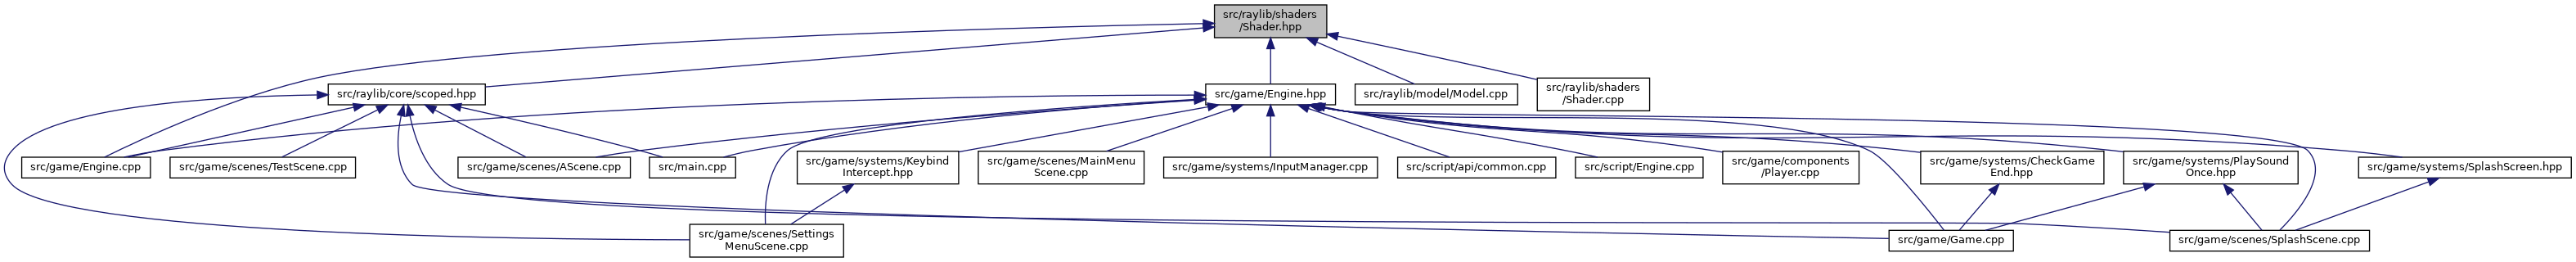 src/raylib/shaders
/Shader.hpp
src/raylib/core/scoped.hpp
src/game/Engine.hpp
src/raylib/model/Model.cpp
src/raylib/shaders
/Shader.cpp
src/game/Engine.cpp
src/game/scenes/TestScene.cpp
src/game/scenes/AScene.cpp
src/main.cpp
src/game/systems/Keybind
Intercept.hpp
src/game/scenes/MainMenu
Scene.cpp
src/game/systems/InputManager.cpp
src/script/api/common.cpp
src/script/Engine.cpp
src/game/components
/Player.cpp
src/game/systems/CheckGame
End.hpp
src/game/systems/PlaySound
Once.hpp
src/game/systems/SplashScreen.hpp
src/game/scenes/Settings
MenuScene.cpp
src/game/Game.cpp
src/game/scenes/SplashScene.cpp